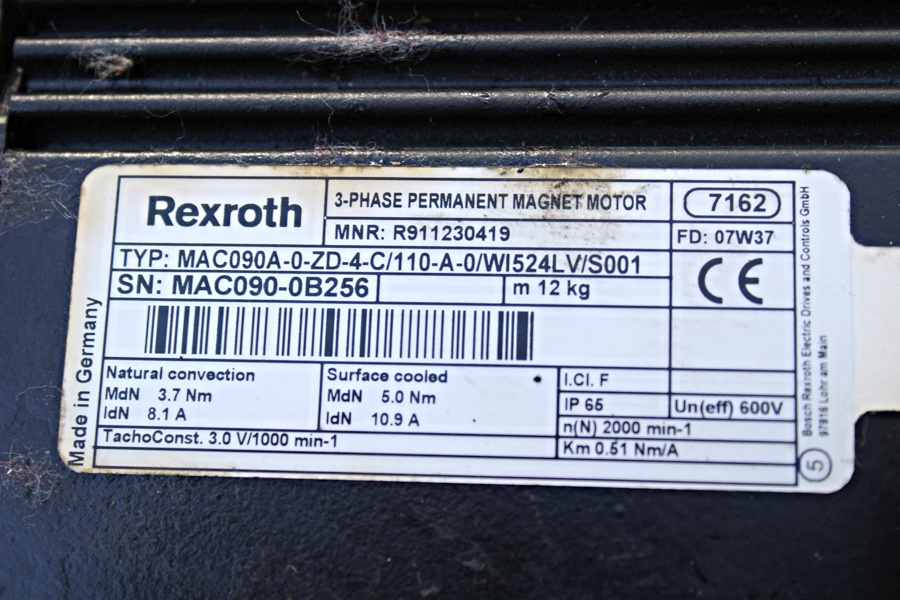 Rexroth
3-PHASE PERMANENT MAGNET MOTOR
7162
MNR: R911230419
FD: 07W37
TYP: MAC090A-0-ZD-4-C/110-A-0/WI524LV/S001
SN: MAC090-0B256
m 12 kg
CE
Natural convection
MdN 3.7 Nm
IdN 8.1 A
Surface cooled
MdN 5.0 Nm
IdN 10.9 A
I.Cl. F
IP 65
Un(eff) 600V
n(N) 2000 min-1
TachoConst. 3.0 V/1000 min-1
Km 0.51 Nm/A
Made in Germany
Bosch Rexroth Electric Drives and Controls GmbH
97816 Lohr am Main
5